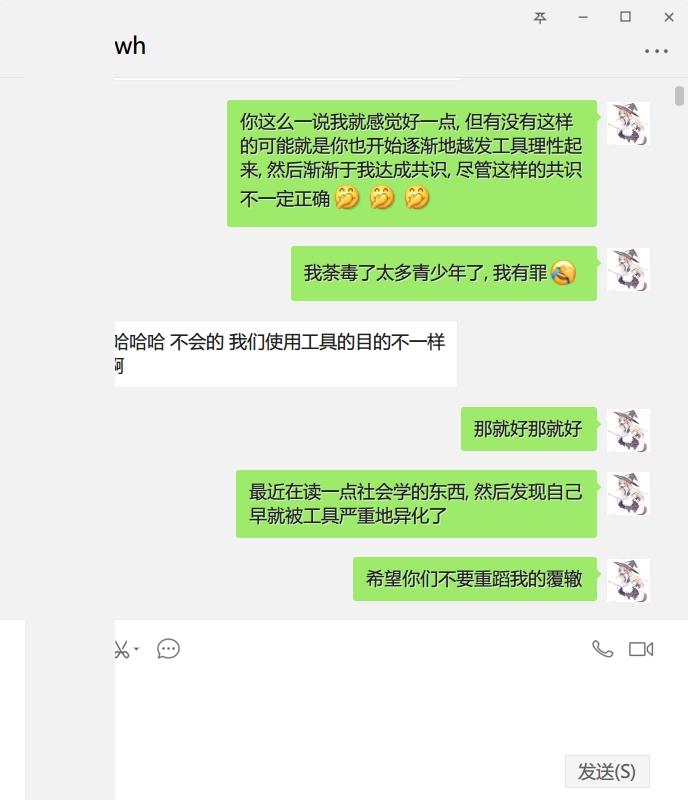 wh
你这么一说我就感觉好一点, 但有没有这样
的可能就是你也开始逐渐地越发工具理性起
来, 然后渐渐于我达成共识, 尽管这样的共识
不一定正确
我荼毒了太多青少年了, 我有罪
哈哈哈 不会的 我们使用工具的目的不一样
啊
那就好那就好
最近在读一点社会学的东西, 然后发现自己
早就被工具严重地异化了
希望你们不要重蹈我的覆辙
发送(S)